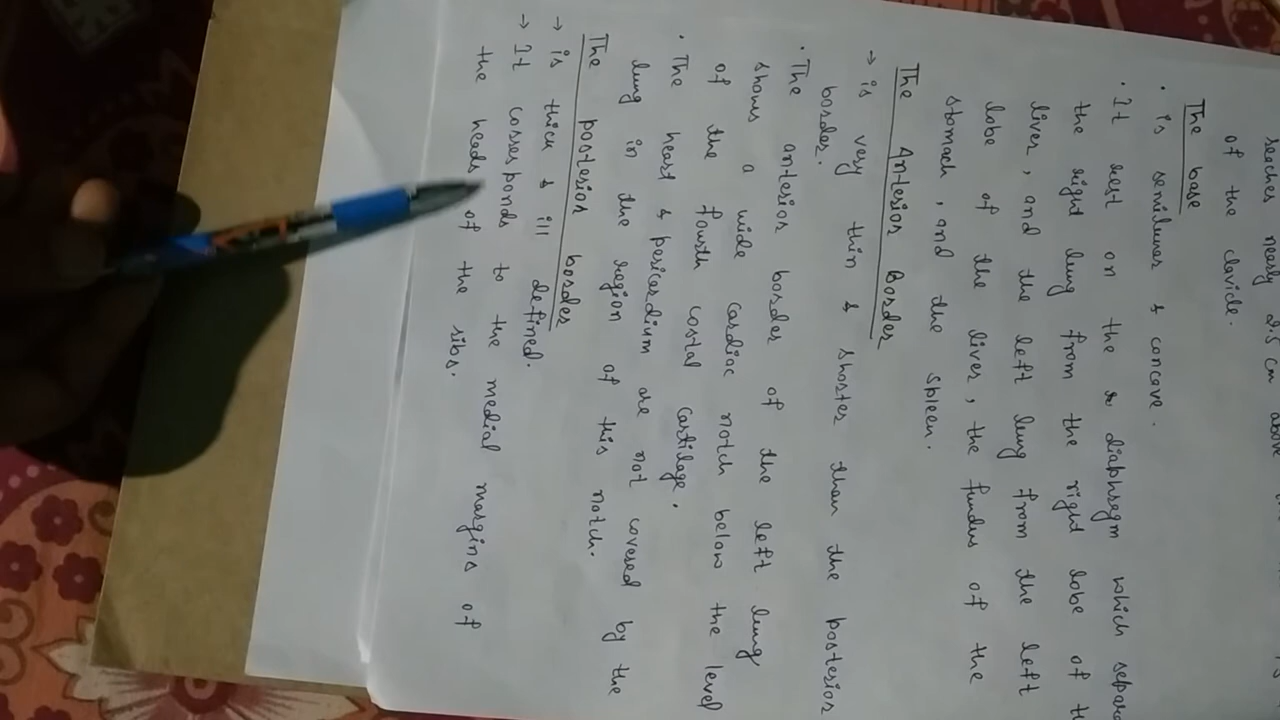 reaches nearly 2.5 cm above
of the clavicle.
The base
• is semilunar & concave.
• It rest on the diaphragm which separa
the right lung from the right lobe of t
liver, and the left lung from the left
lobe of the liver, the fundus of the
stomach, and the spleen.
The Anterior Border
→ is very thin & shorter than the posterior
border.
• The anterior border of the left lung
shows a wide cardiac notch below the level
of the fourth costal cartilage.
• The heart & pericardium are not covered by the
lung in the region of this notch.
The posterior border
→ is thick & ill defined.
→ It corresponds to the medial margins of
the heads of the ribs.